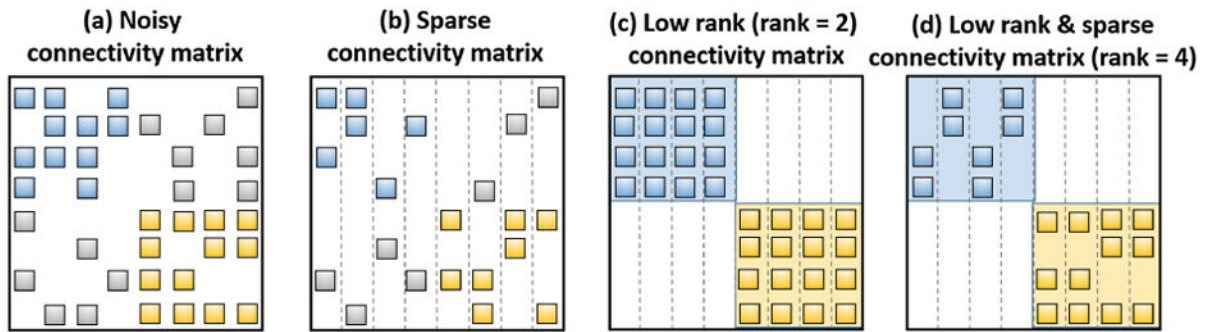 (a) Noisy
connectivity matrix
(b) Sparse
connectivity matrix
(c) Low rank (rank = 2)
connectivity matrix
(d) Low rank & sparse
connectivity matrix (rank = 4)